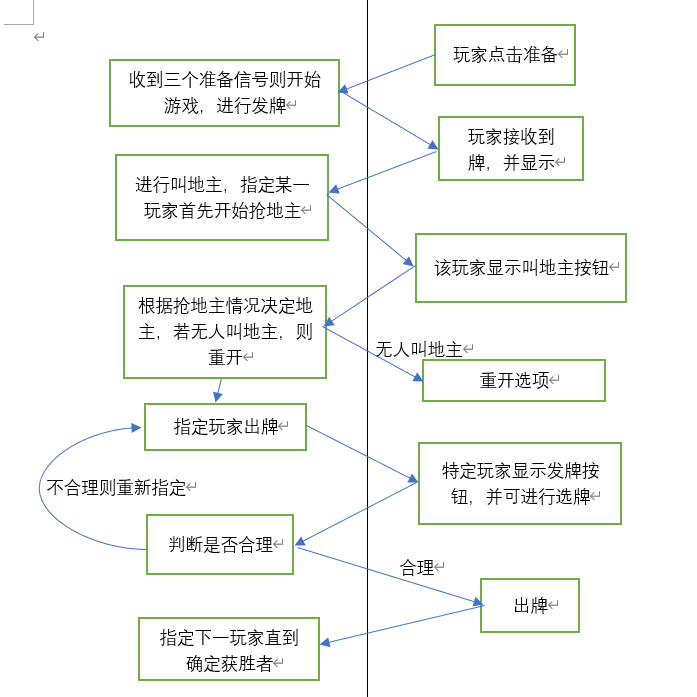 玩家点击准备
收到三个准备信号则开始
游戏，进行发牌
玩家接收到
牌，并显示
进行叫地主，指定某一
玩家首先开始抢地主
该玩家显示叫地主按钮
根据抢地主情况决定地
主，若无人叫地主，则
重开
无人叫地主
重开选项
指定玩家出牌
特定玩家显示发牌按
钮，并可进行选牌
不合理则重新指定
判断是否合理
合理
出牌
指定下一玩家直到
确定获胜者